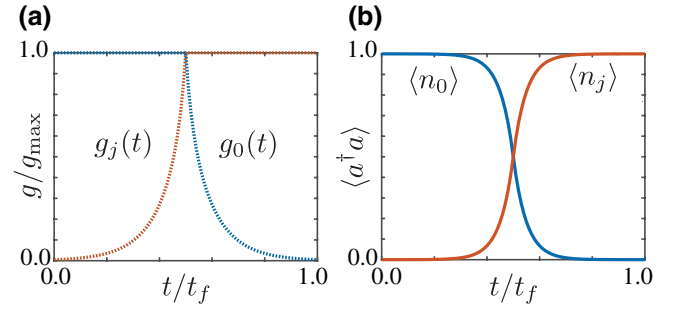 (a)
1.0
g/g_max
g_j(t)
g_0(t)
0.0
0.0
t/t_f
1.0
(b)
1.0
⟨a†a⟩
⟨n_0⟩
⟨n_j⟩
0.0
0.0
t/t_f
1.0